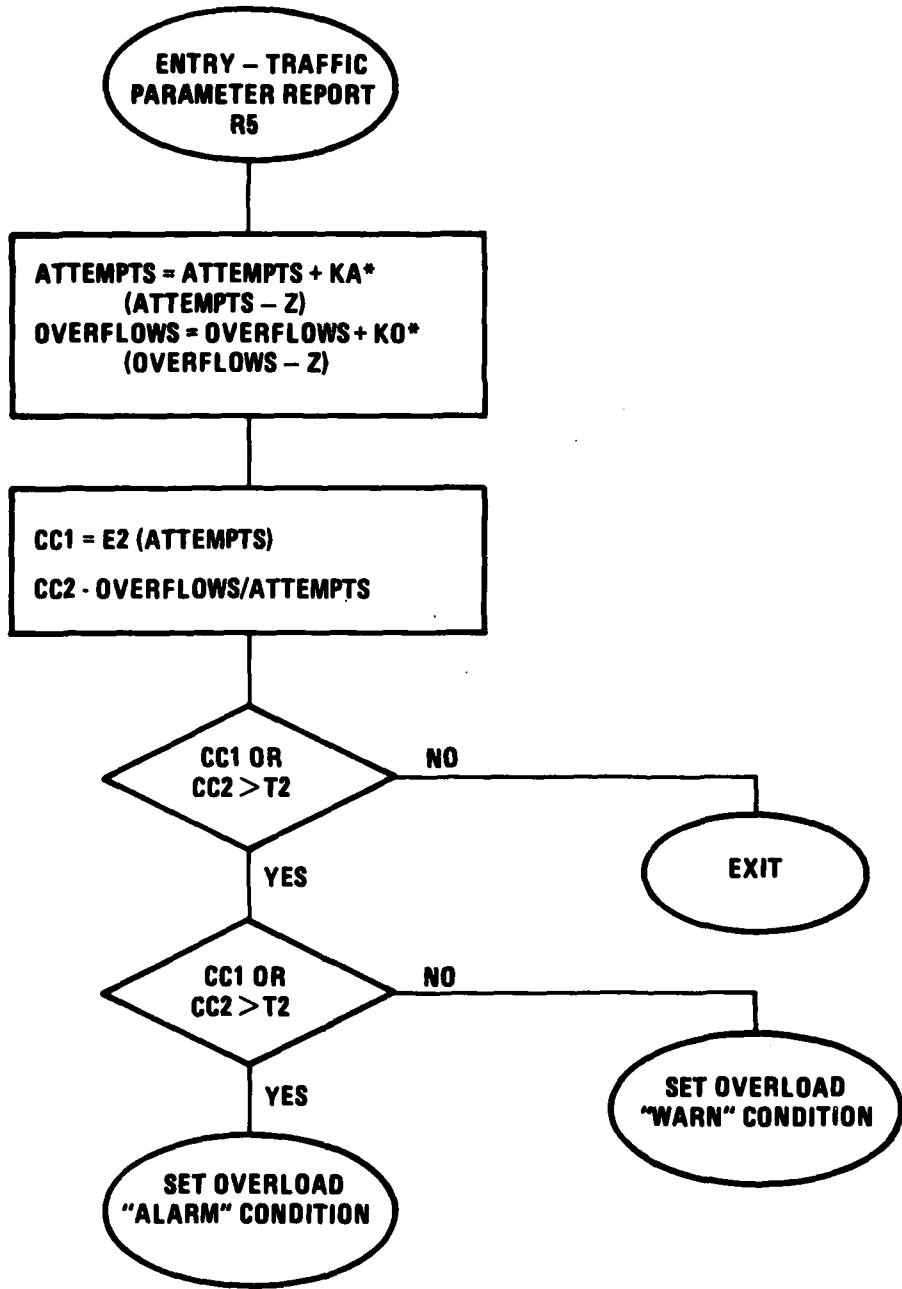 ENTRY – TRAFFIC
PARAMETER REPORT
R5
ATTEMPTS = ATTEMPTS + KA*
(ATTEMPTS – Z)
OVERFLOWS = OVERFLOWS + KO*
(OVERFLOWS – Z)
CC1 = E2 (ATTEMPTS)
CC2 - OVERFLOWS/ATTEMPTS
CC1 OR
CC2 > T2
NO
EXIT
YES
CC1 OR
CC2 > T2
NO
SET OVERLOAD
"WARN" CONDITION
YES
SET OVERLOAD
"ALARM" CONDITION